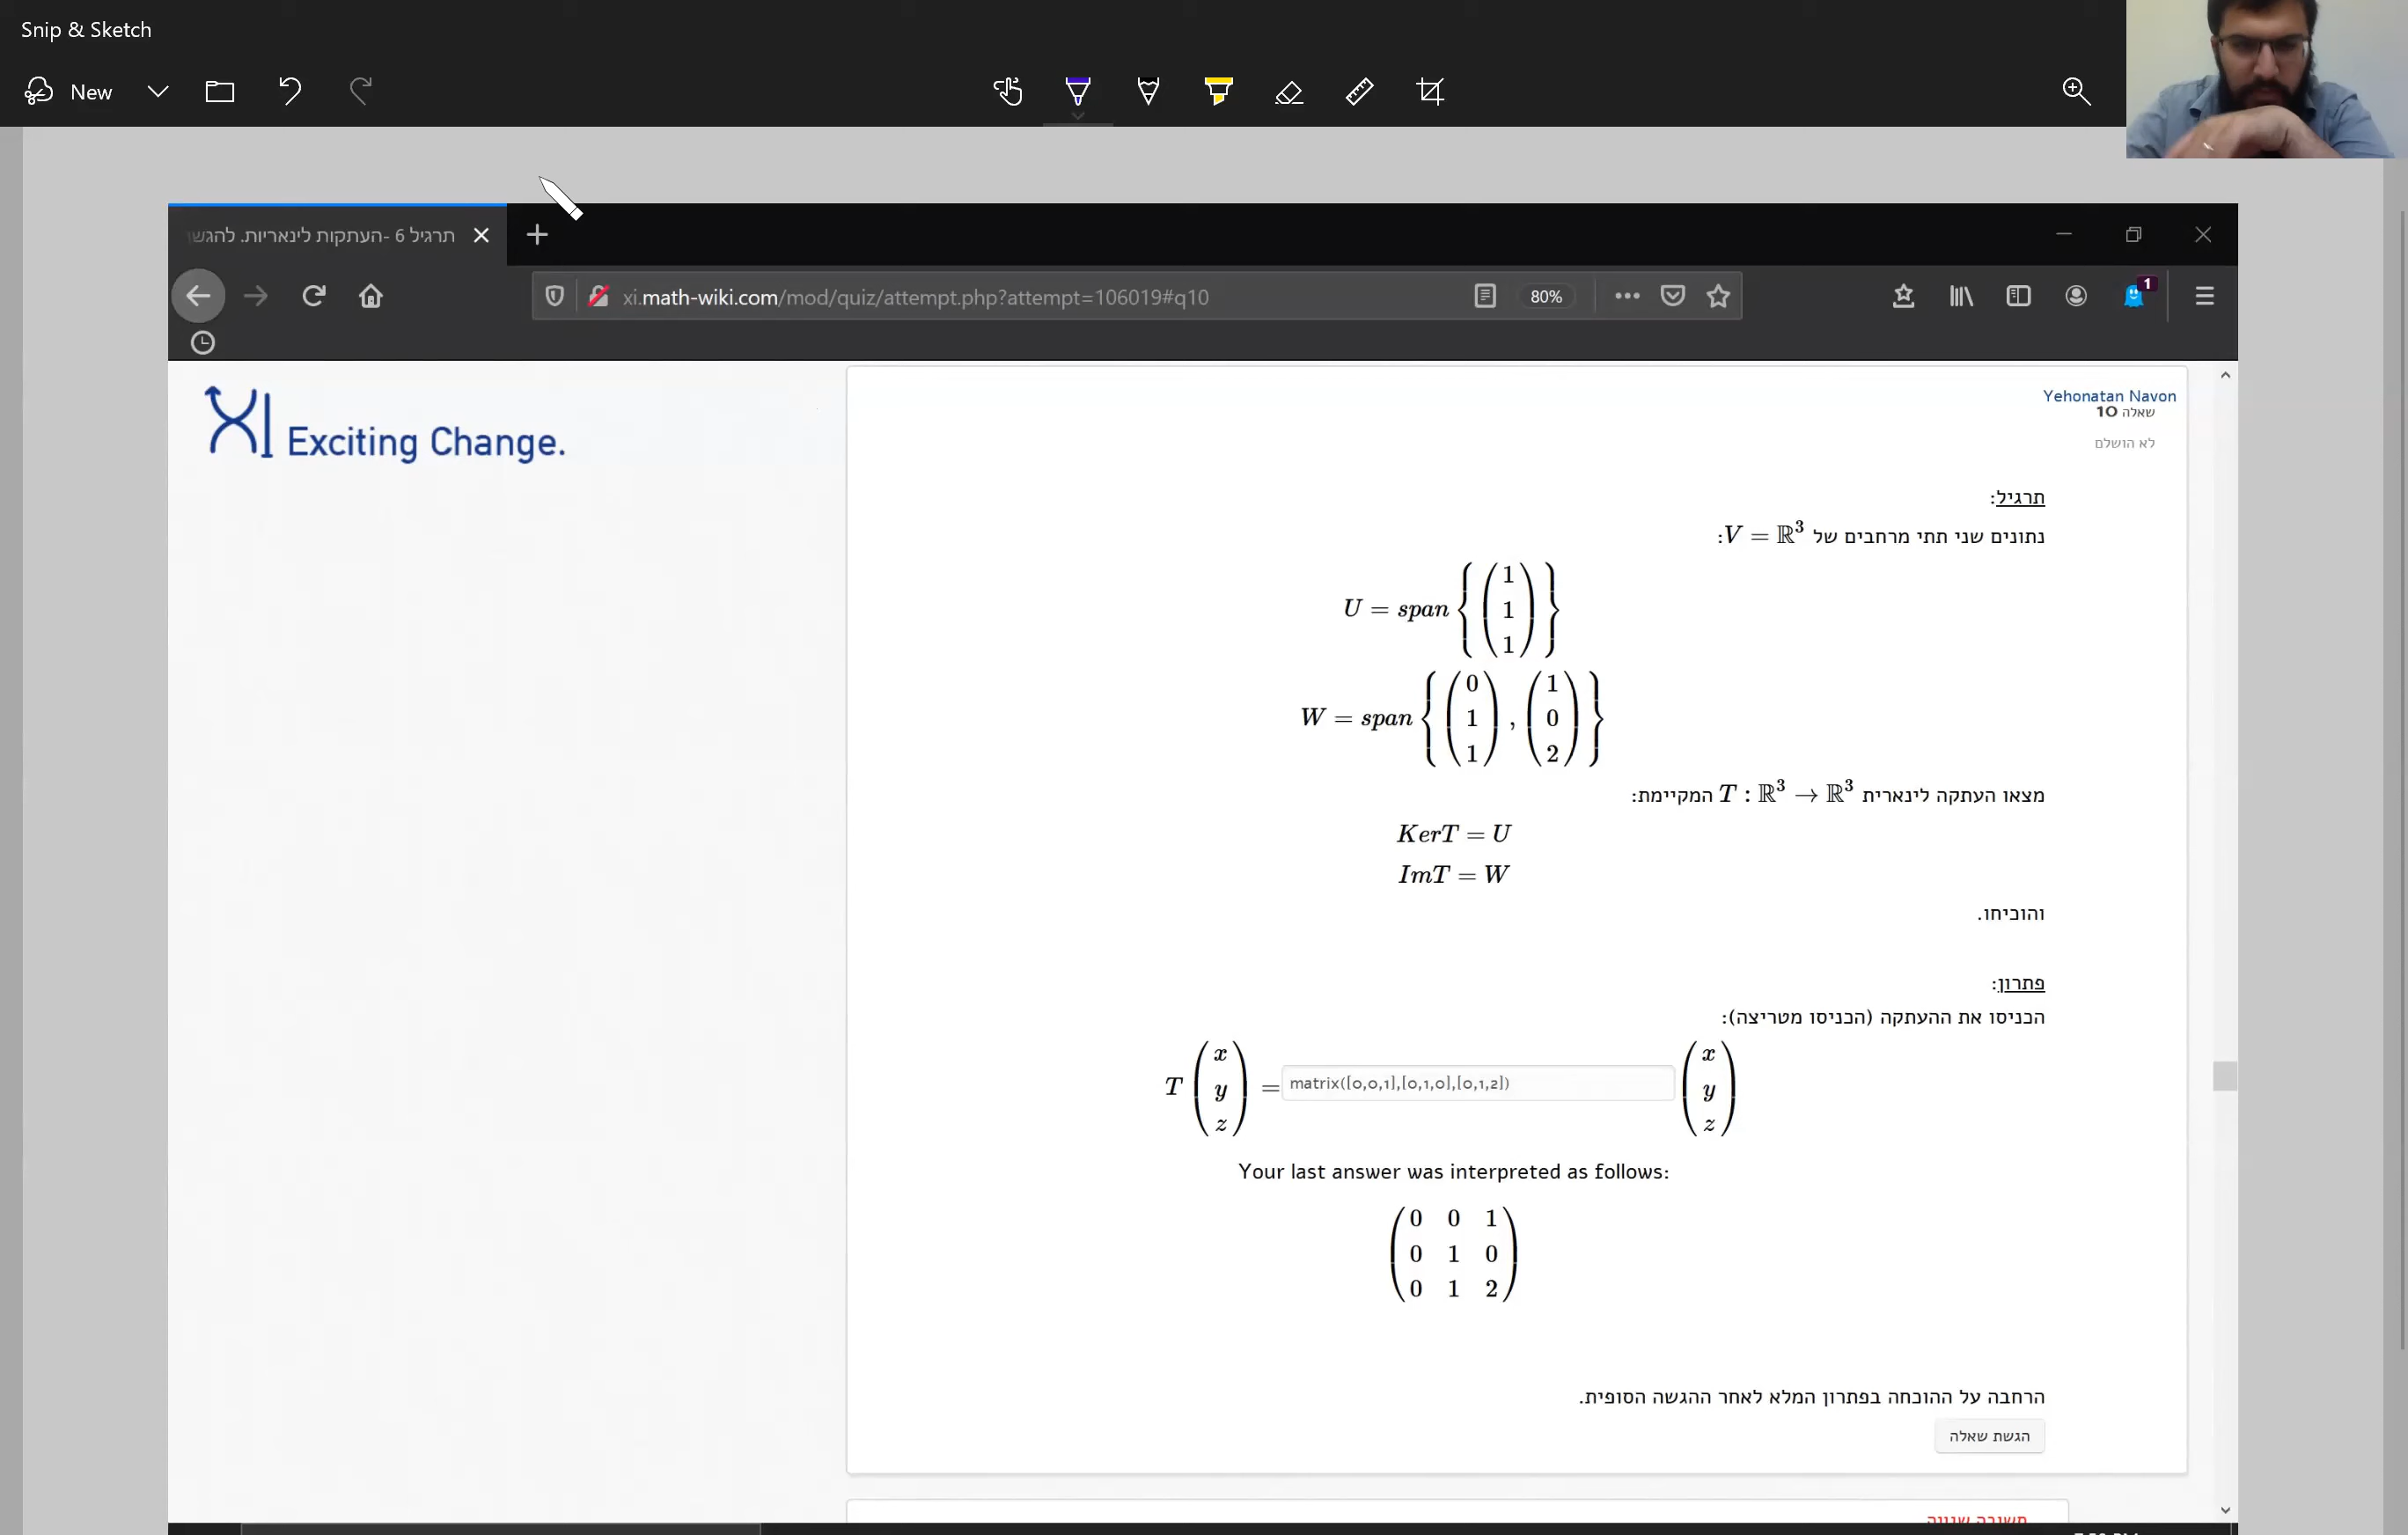 Snip & Sketch
New
תרגיל 6 -העתקות לינאריות. להגש
xi.math-wiki.com/mod/quiz/attempt.php?attempt=106019#q10
80%
1
XI Exciting Change.
Yehonatan Navon
שאלה 10
לא הושלם
תרגיל:
נתונים שני תתי מרחבים של V = ℝ³:
U = span{(1 1 1)}
W = span{(0 1 1), (1 0 2)}
מצאו העתקה לינארית T : ℝ³ → ℝ³ המקיימת:
KerT = U
ImT = W
והוכיחו.
פתרון:
הכניסו את ההעתקה (הכניסו מטריצה):
T (x y z) = matrix([0,0,1],[0,1,0],[0,1,2]) (x y z)
Your last answer was interpreted as follows:
0 0 1
0 1 0
0 1 2
הרחבה על ההוכחה בפתרון המלא לאחר ההגשה הסופית.
הגשת שאלה